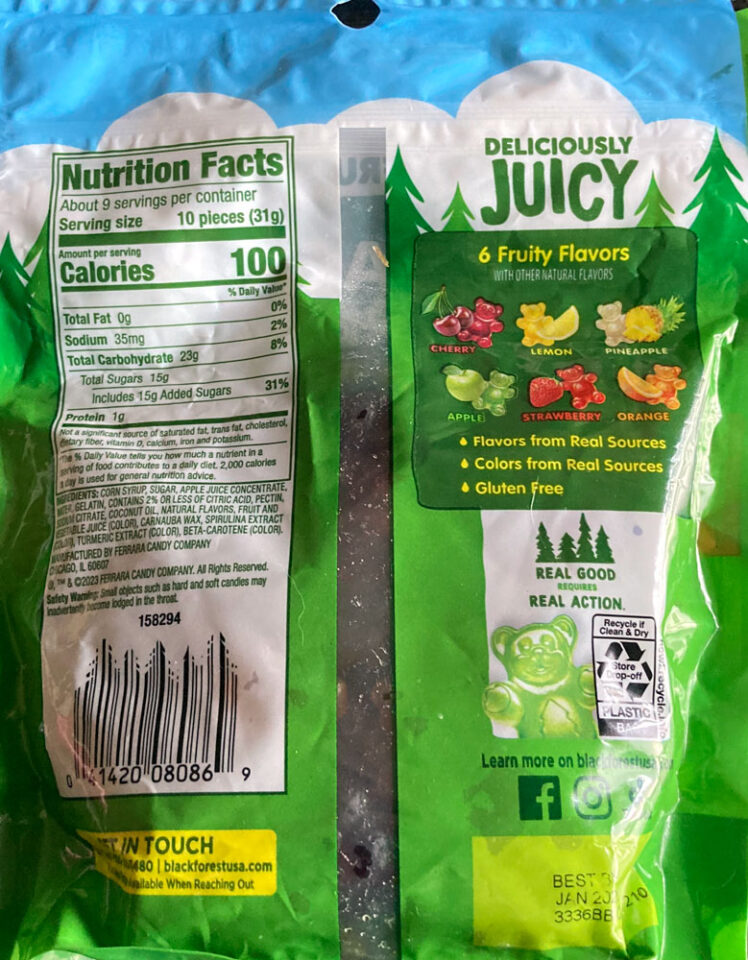 Nutrition Facts
About 9 servings per container
Serving size 10 pieces (31g)
Amount per serving
Calories 100
% Daily Value*
Total Fat 0g 0%
Sodium 35mg 2%
Total Carbohydrate 23g 8%
Total Sugars 15g
Includes 15g Added Sugars 31%
Protein 1g
Not a significant source of saturated fat, trans fat, cholesterol,
dietary fiber, vitamin D, calcium, iron and potassium.
% Daily Value tells you how much a nutrient in a
serving of food contributes to a daily diet. 2,000 calories
a day is used for general nutrition advice.
INGREDIENTS: CORN SYRUP, SUGAR, APPLE JUICE CONCENTRATE,
WATER, GELATIN, CONTAINS 2% OR LESS OF CITRIC ACID, PECTIN,
SODIUM CITRATE, COCONUT OIL, NATURAL FLAVORS, FRUIT AND
VEGETABLE JUICE (COLOR), CARNAUBA WAX, SPIRULINA EXTRACT
(COLOR), TURMERIC EXTRACT (COLOR), BETA-CAROTENE (COLOR).
MANUFACTURED BY FERRARA CANDY COMPANY
CHICAGO, IL 60607
™ & ©2023 FERRARA CANDY COMPANY. All Rights Reserved.
Safety Warning: Small objects such as hard and soft candies may
inadvertently become lodged in the throat.
158294
0 41420 08086 9
IN TOUCH
480 | blackforestusa.com
Available When Reaching Out
DELICIOUSLY
JUICY
6 Fruity Flavors
WITH OTHER NATURAL FLAVORS
CHERRY LEMON PINEAPPLE
APPLE STRAWBERRY ORANGE
Flavors from Real Sources
Colors from Real Sources
Gluten Free
REAL GOOD
REQUIRES
REAL ACTION.
Recycle if
Clean & Dry
Store
Drop-off
PLASTIC
BAG
Learn more on blackforestusa
BEST
JAN 20
3336BB 210